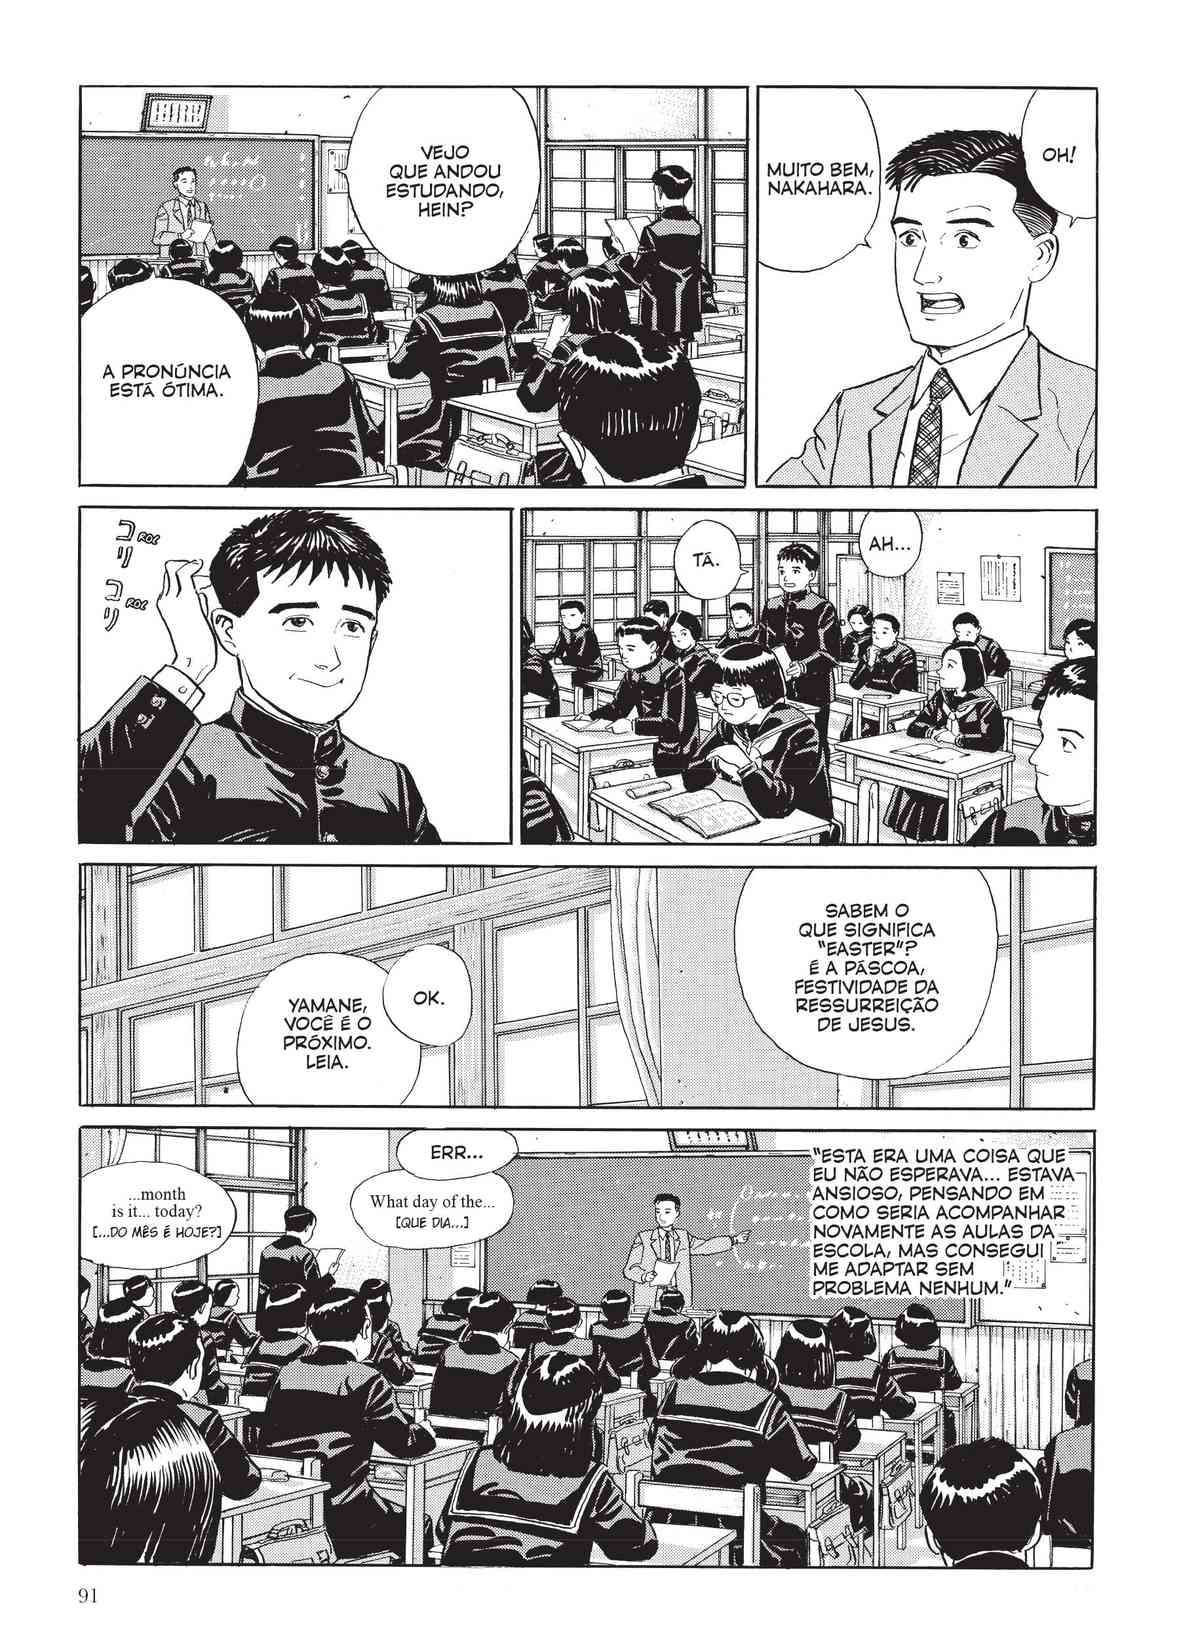 OH!
MUITO BEM,
NAKAHARA.
VEJO
QUE ANDOU
ESTUDANDO,
HEIN?
A PRONÚNCIA
ESTÁ ÓTIMA.
AH...
TÁ.
コリ
ROC
コリ
ROC
SABEM O
QUE SIGNIFICA
"EASTER"?
É A PÁSCOA,
FESTIVIDADE DA
RESSURREIÇÃO
DE JESUS.
OK.
YAMANE,
VOCÊ É O
PRÓXIMO.
LEIA.
"ESTA ERA UMA COISA QUE
EU NÃO ESPERAVA... ESTAVA
ANSIOSO, PENSANDO EM
COMO SERIA ACOMPANHAR
NOVAMENTE AS AULAS DA
ESCOLA, MAS CONSEGUI
ME ADAPTAR SEM
PROBLEMA NENHUM."
ERR...
What day of the...
[QUE DIA...]
...month
is it... today?
[...DO MÊS É HOJE?]
91